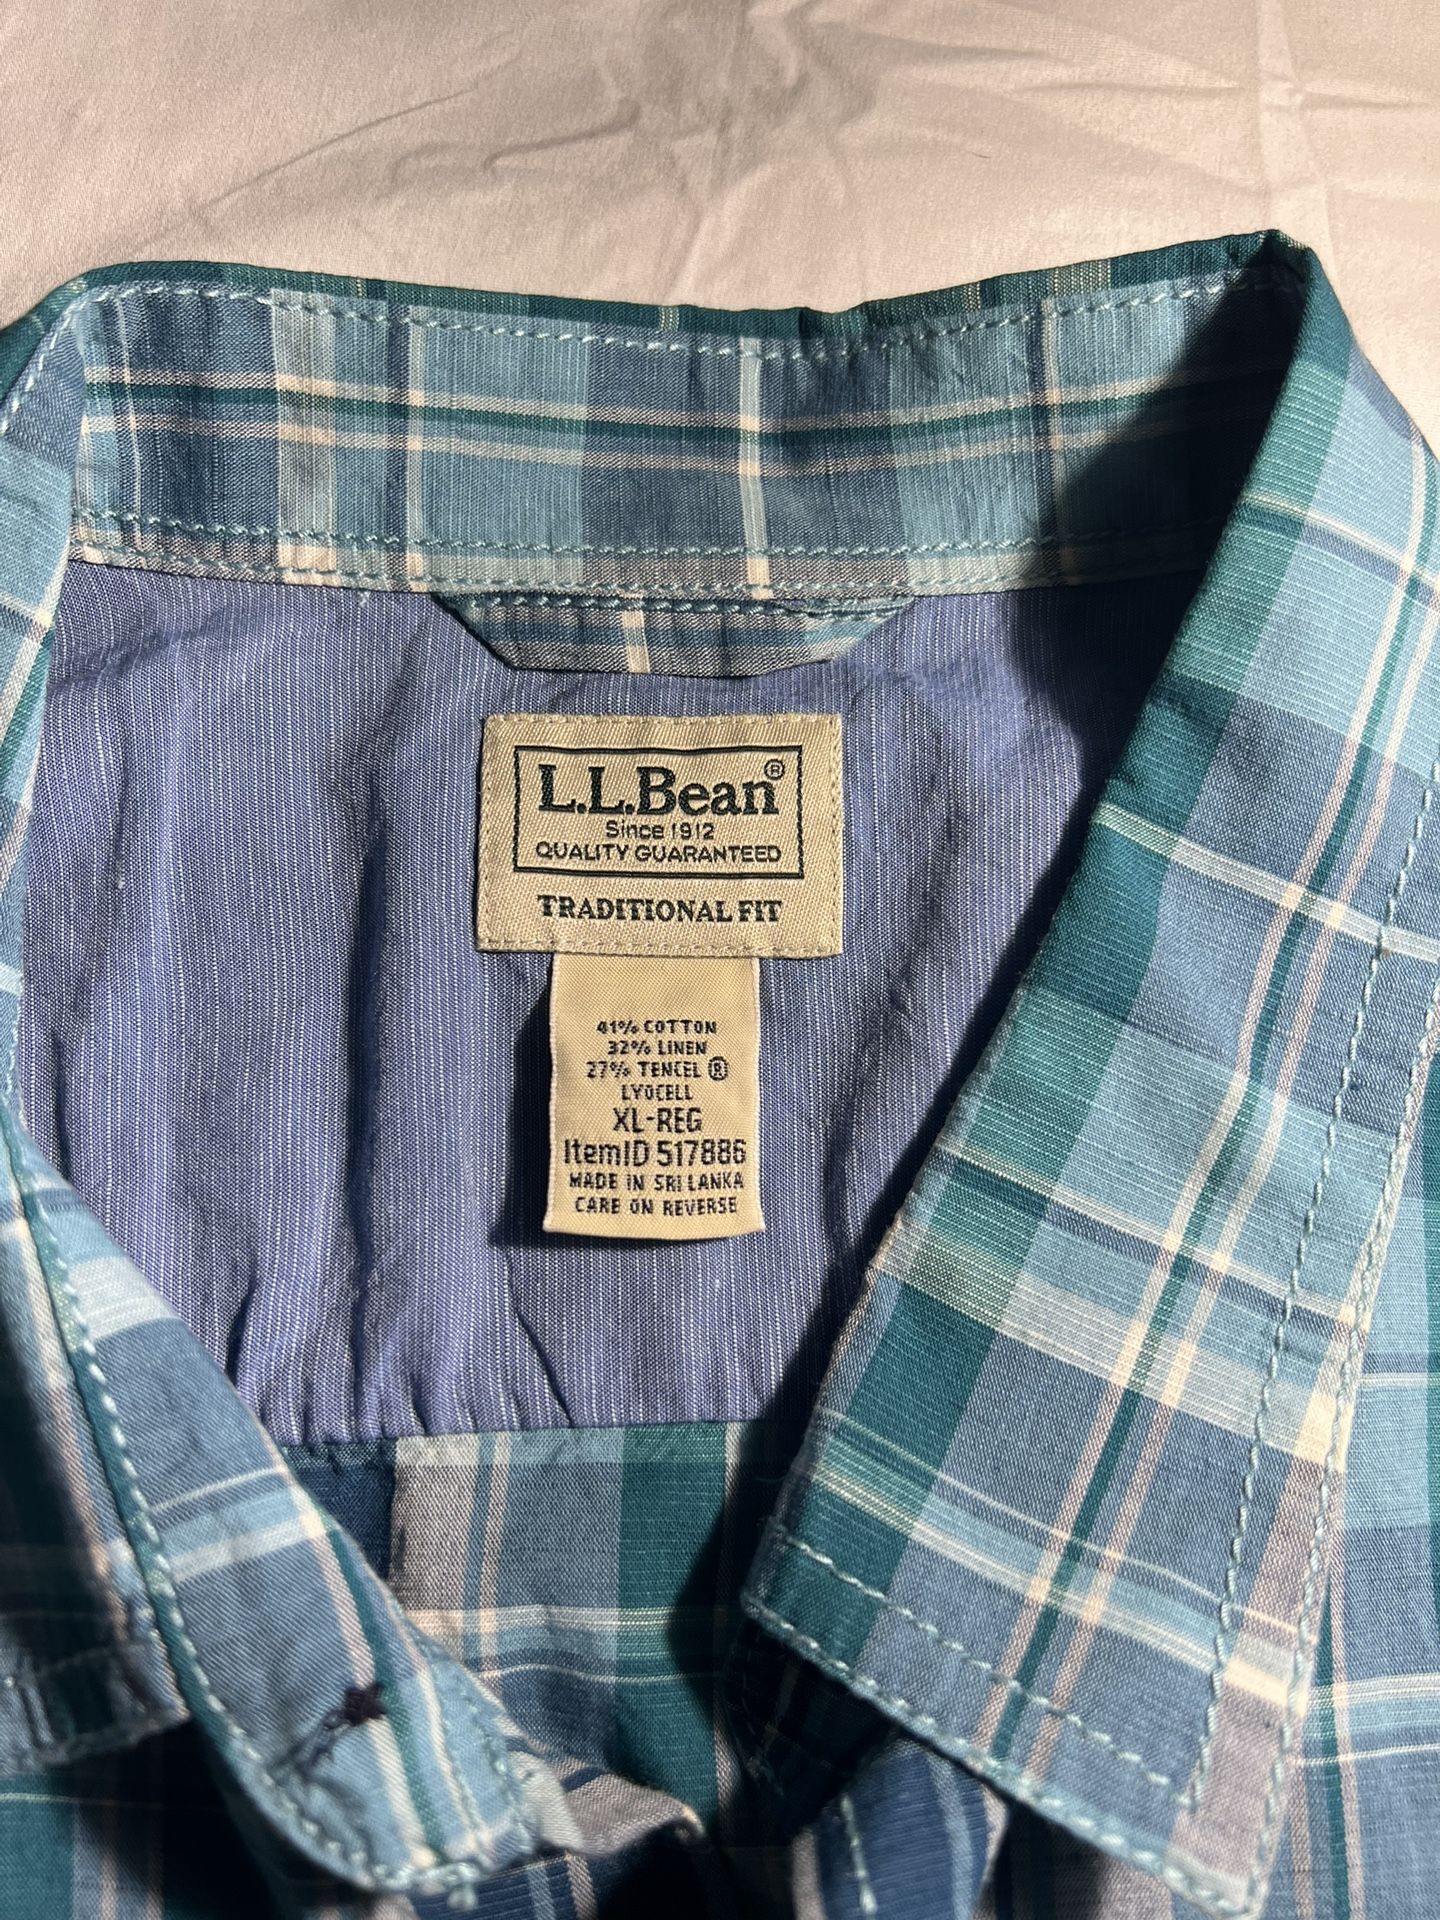 L.L.Bean®
Since 1912
QUALITY GUARANTEED
TRADITIONAL FIT
41% COTTON
32% LINEN
27% TENCEL ®
LYOCELL
XL-REG
ItemID 517886
MADE IN SRI LANKA
CARE ON REVERSE